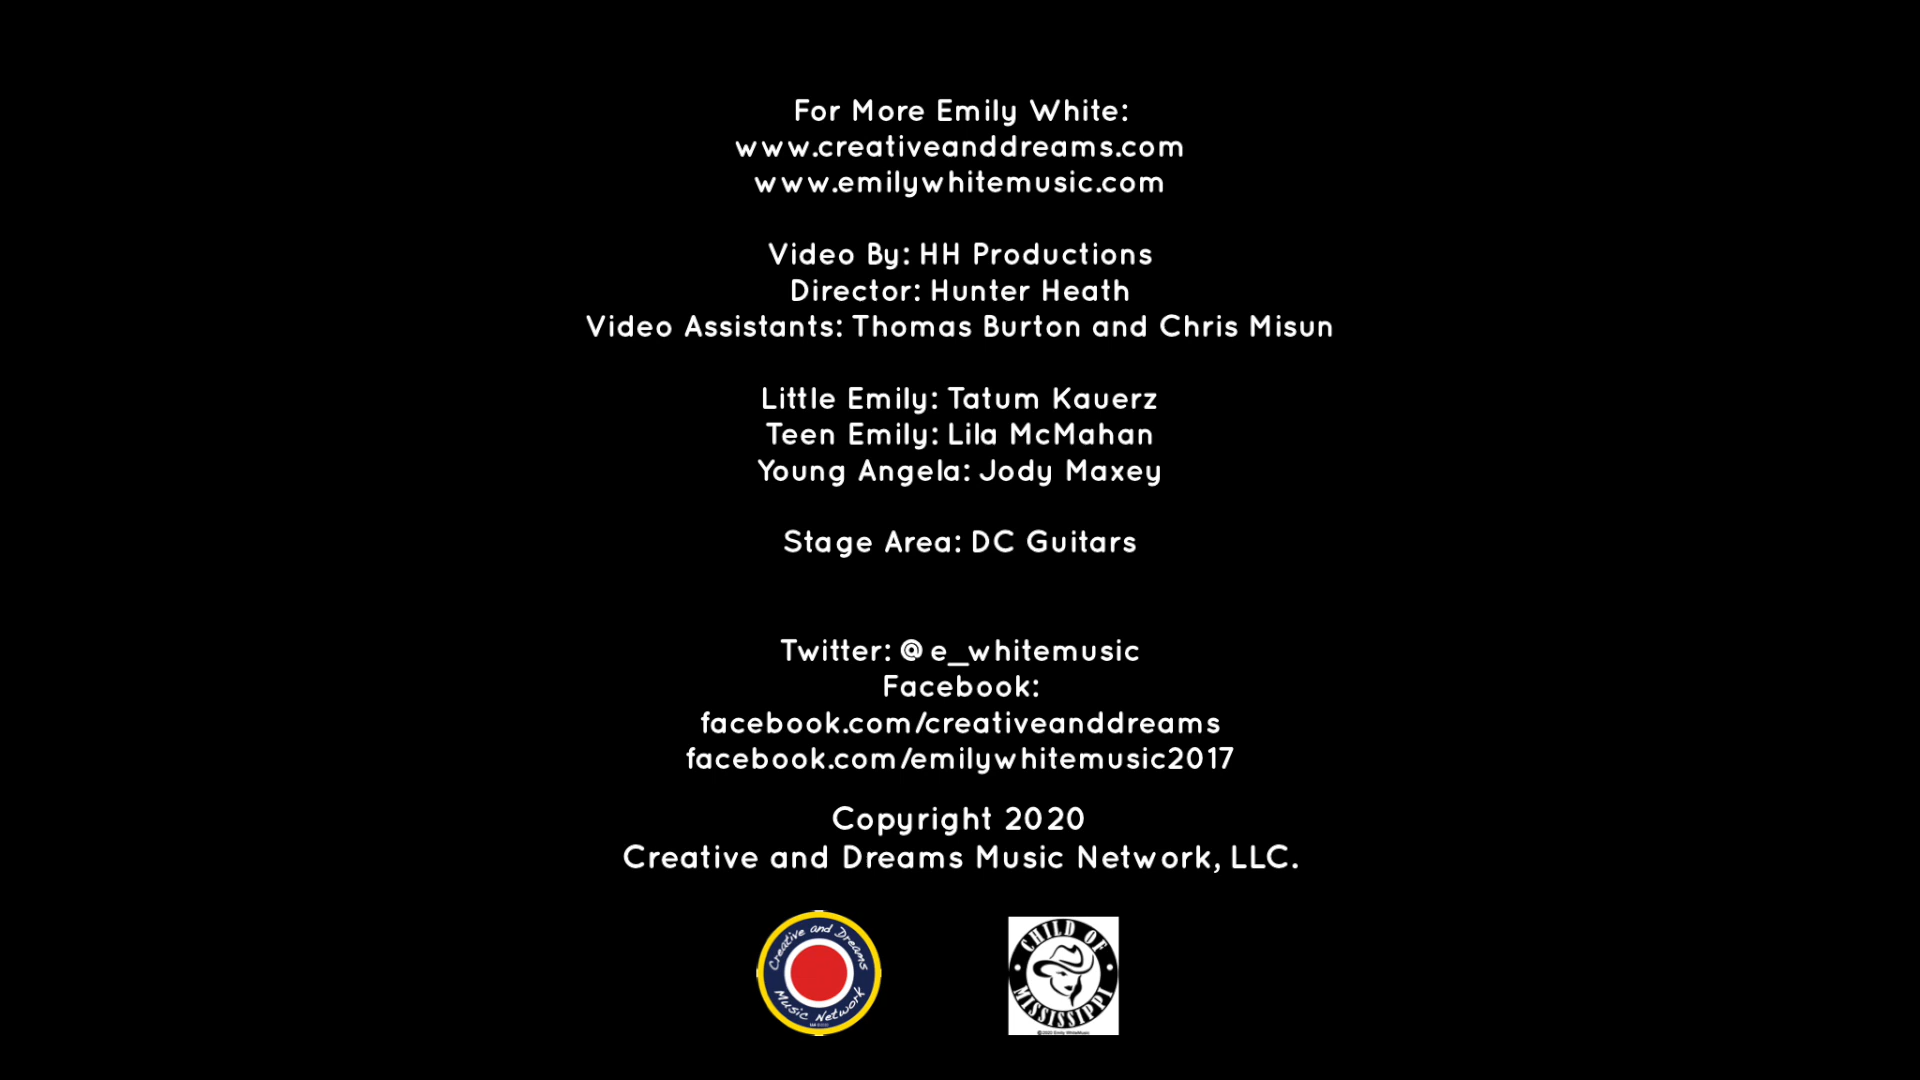 For More Emily White:
www.creativeanddreams.com
www.emilywhitemusic.com
Video By: HH Productions
Director: Hunter Heath
Video Assistants: Thomas Burton and Chris Misun
Little Emily: Tatum Kauerz
Teen Emily: Lila McMahan
Young Angela: Jody Maxey
Stage Area: DC Guitars
Twitter: @e_whitemusic
Facebook:
facebook.com/creativeanddreams
facebook.com/emilywhitemusic2017
Copyright 2020
Creative and Dreams Music Network, LLC.
Creative and Dreams
Music Network
CHILD OF
MISSISSIPPI
©2020 Emily WhiteMusic